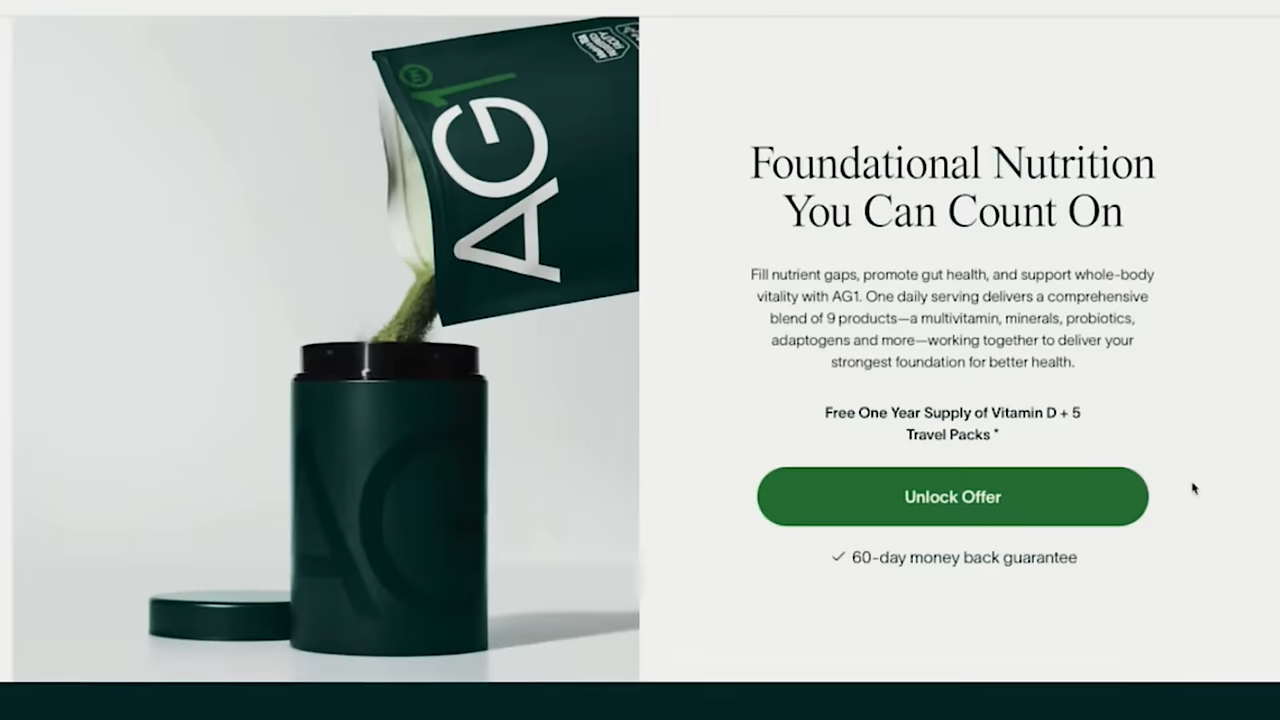 AG1
Foundational Nutrition
You Can Count On
Fill nutrient gaps, promote gut health, and support whole-body
vitality with AG1. One daily serving delivers a comprehensive
blend of 9 products—a multivitamin, minerals, probiotics,
adaptogens and more—working together to deliver your
strongest foundation for better health.
Free One Year Supply of Vitamin D + 5
Travel Packs *
Unlock Offer
✓ 60-day money back guarantee
AG